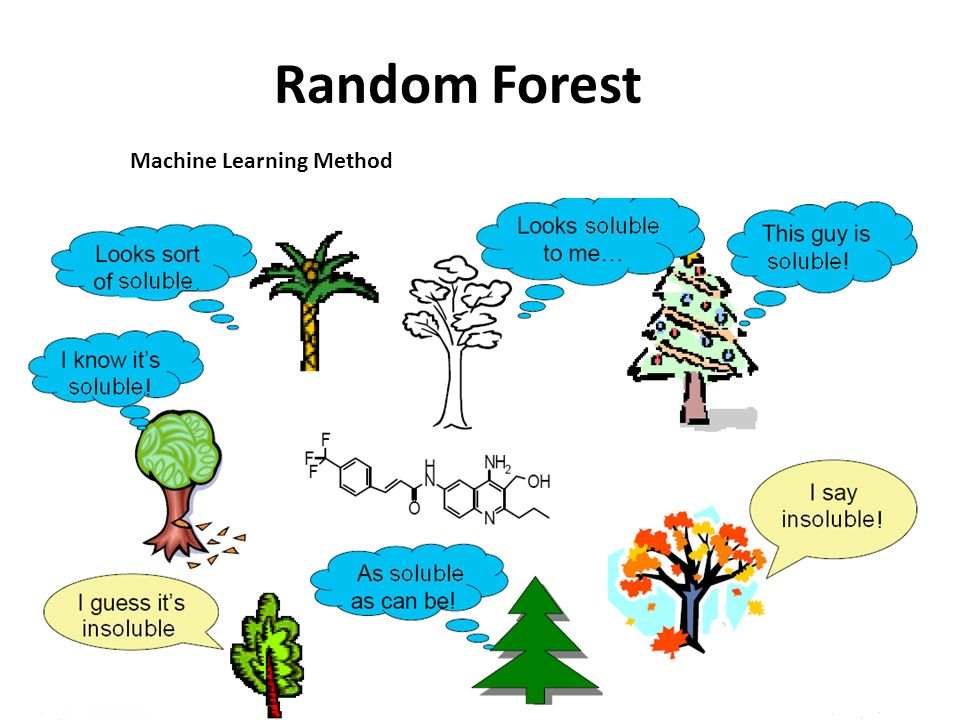 Random Forest
Machine Learning Method
Looks sort
of soluble.
Looks soluble
to me…
This guy is
soluble!
I know it’s
soluble!
F
F
F
H
N
O
NH2
OH
N
I say
insoluble!
As soluble
as can be!
I guess it’s
insoluble